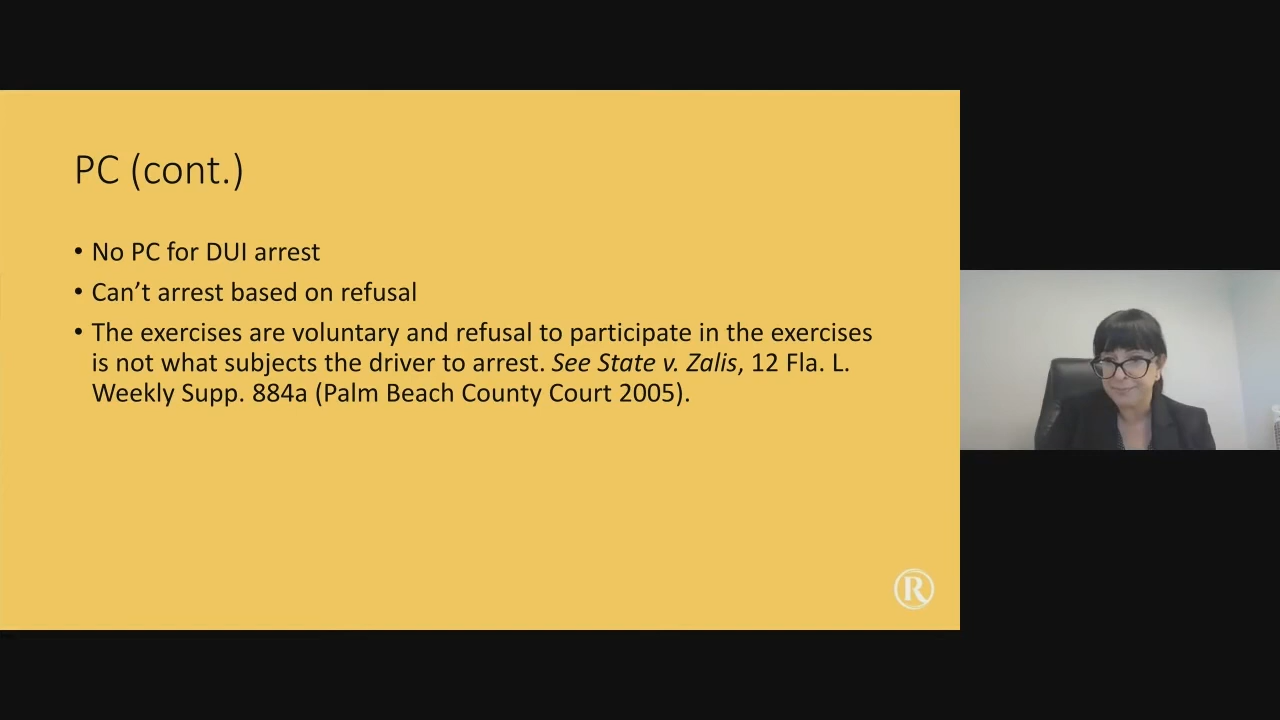 PC (cont.)
• No PC for DUI arrest
• Can’t arrest based on refusal
• The exercises are voluntary and refusal to participate in the exercises
is not what subjects the driver to arrest. See State v. Zalis, 12 Fla. L.
Weekly Supp. 884a (Palm Beach County Court 2005).
R